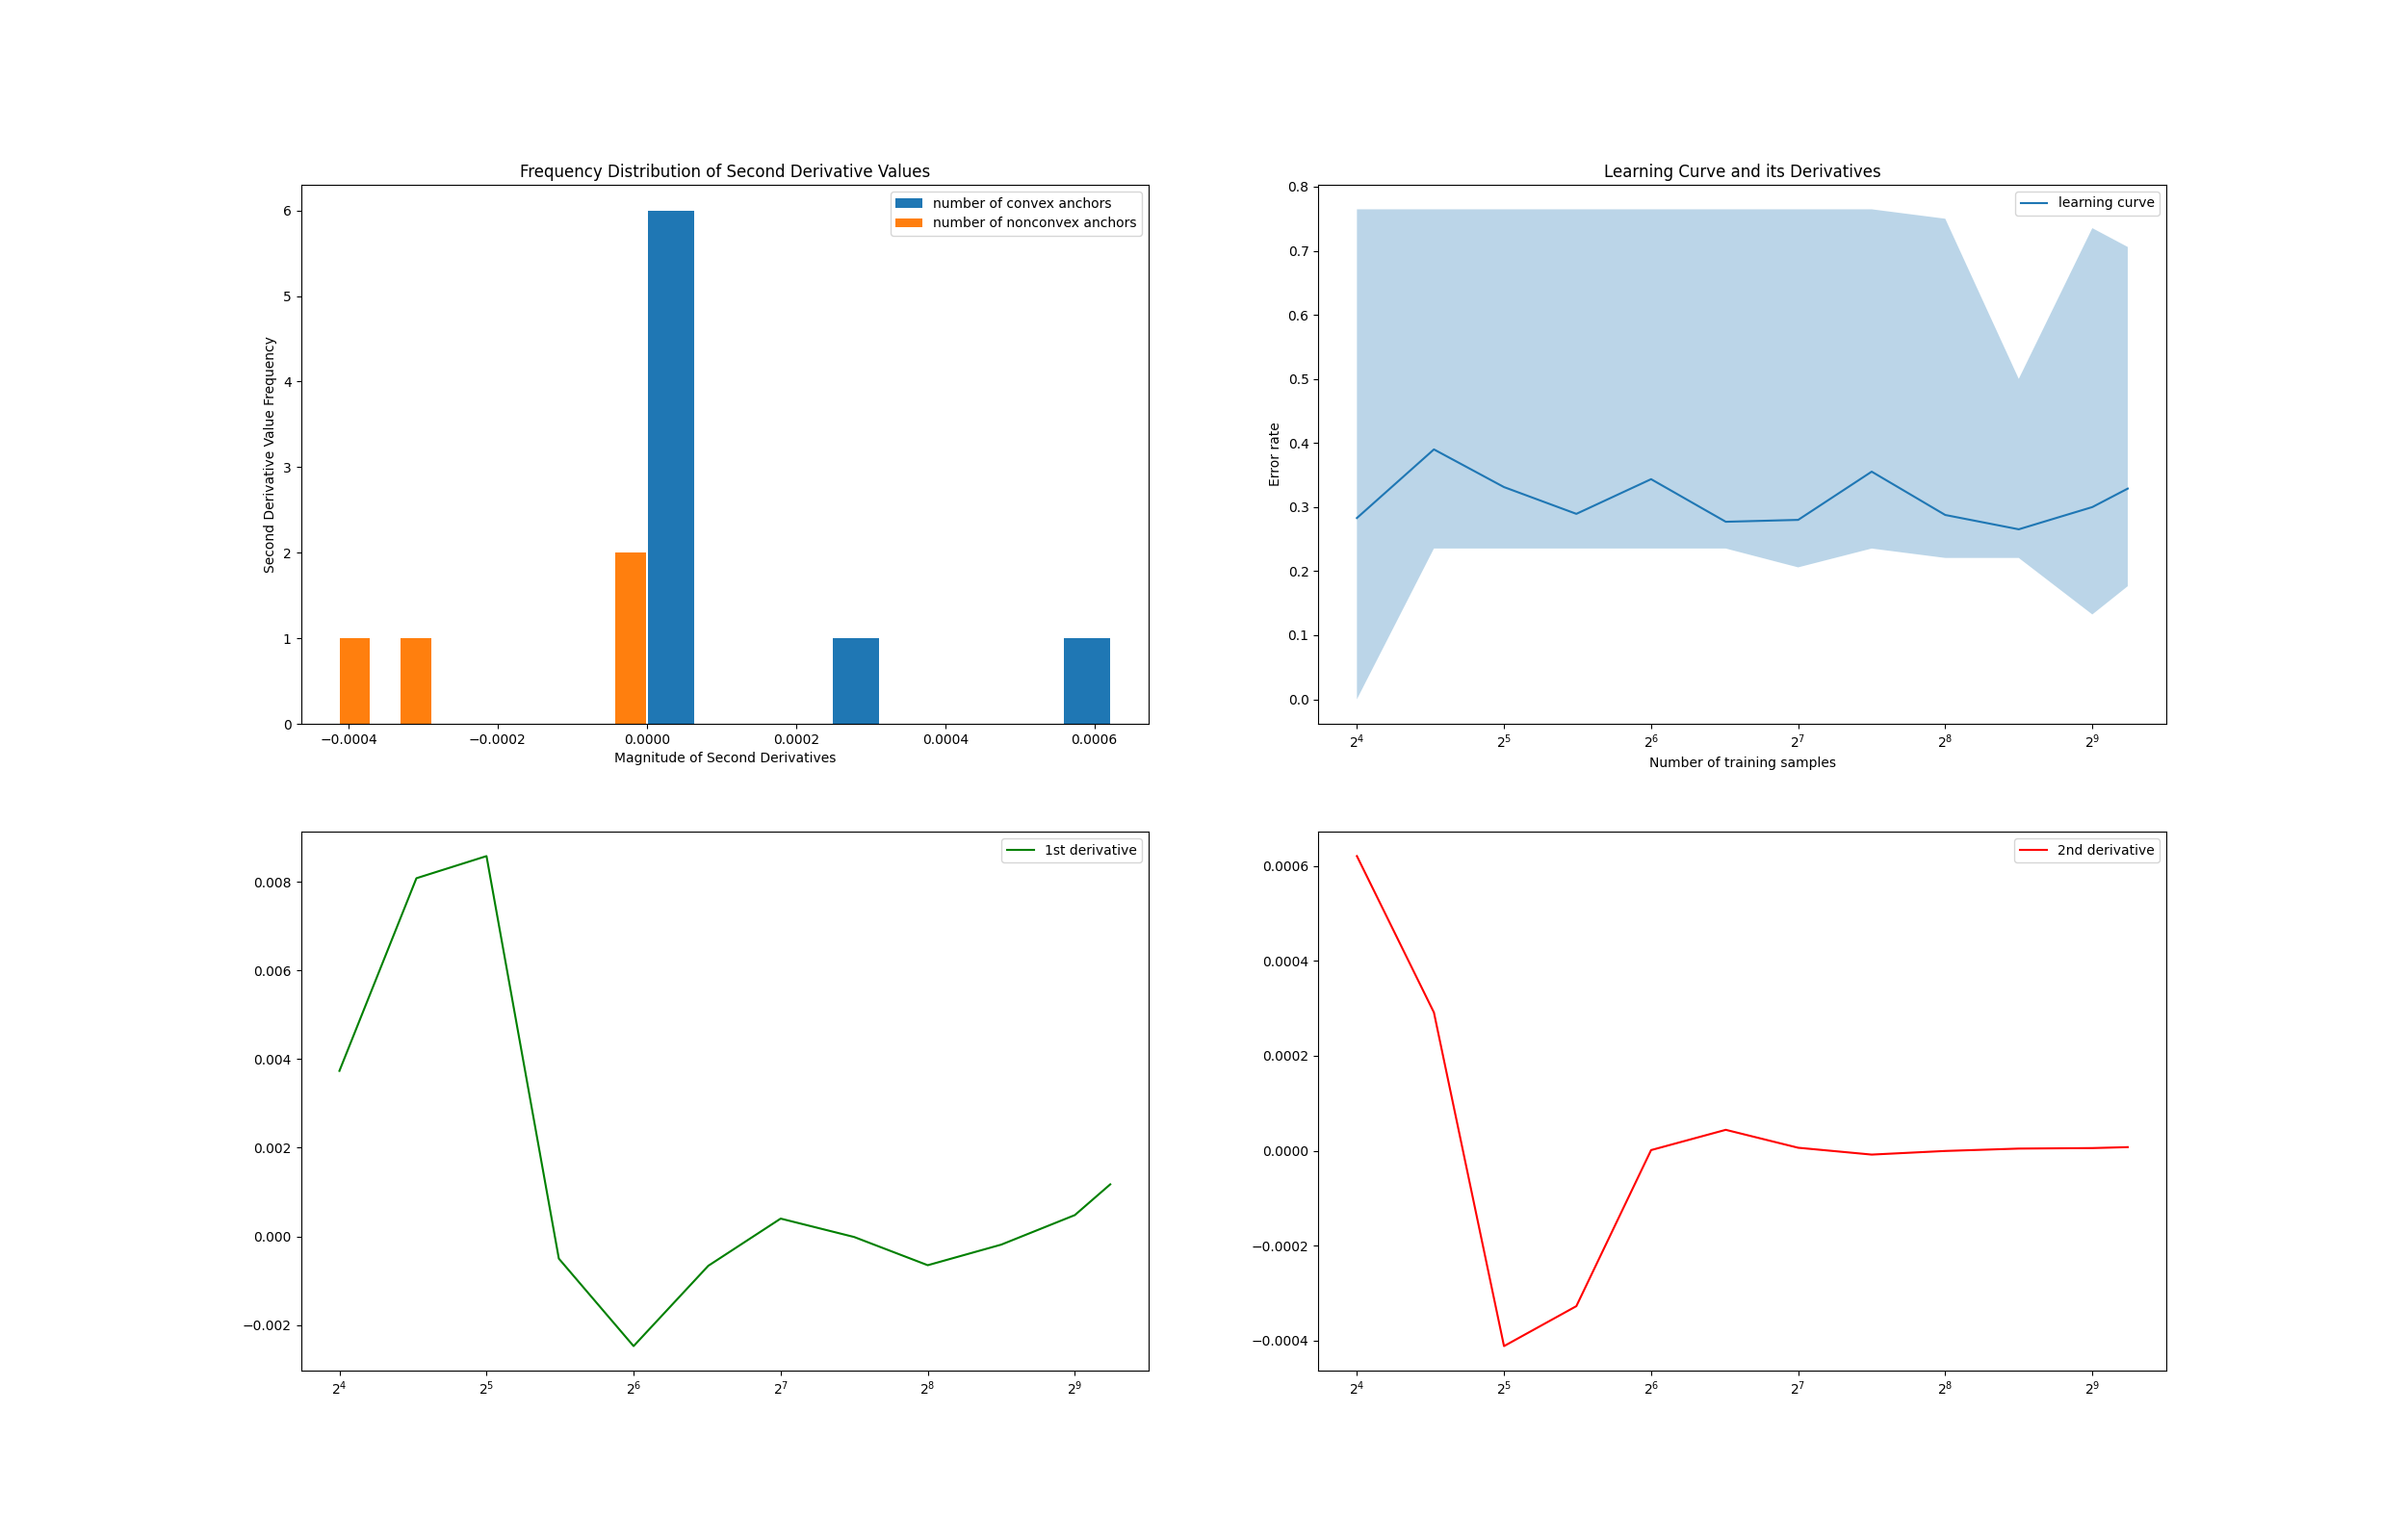 Frequency Distribution of Second Derivative Values
number of convex anchors
number of nonconvex anchors
6
5
4
3
2
1
0
Second Derivative Value Frequency
−0.0004 −0.0002 0.0000 0.0002 0.0004 0.0006
Magnitude of Second Derivatives
Learning Curve and its Derivatives
learning curve
0.8
0.7
0.6
0.5
0.4
0.3
0.2
0.1
0.0
Error rate
2⁴ 2⁵ 2⁶ 2⁷ 2⁸ 2⁹
Number of training samples
1st derivative
0.008
0.006
0.004
0.002
0.000
−0.002
2⁴ 2⁵ 2⁶ 2⁷ 2⁸ 2⁹
2nd derivative
0.0006
0.0004
0.0002
0.0000
−0.0002
−0.0004
2⁴ 2⁵ 2⁶ 2⁷ 2⁸ 2⁹